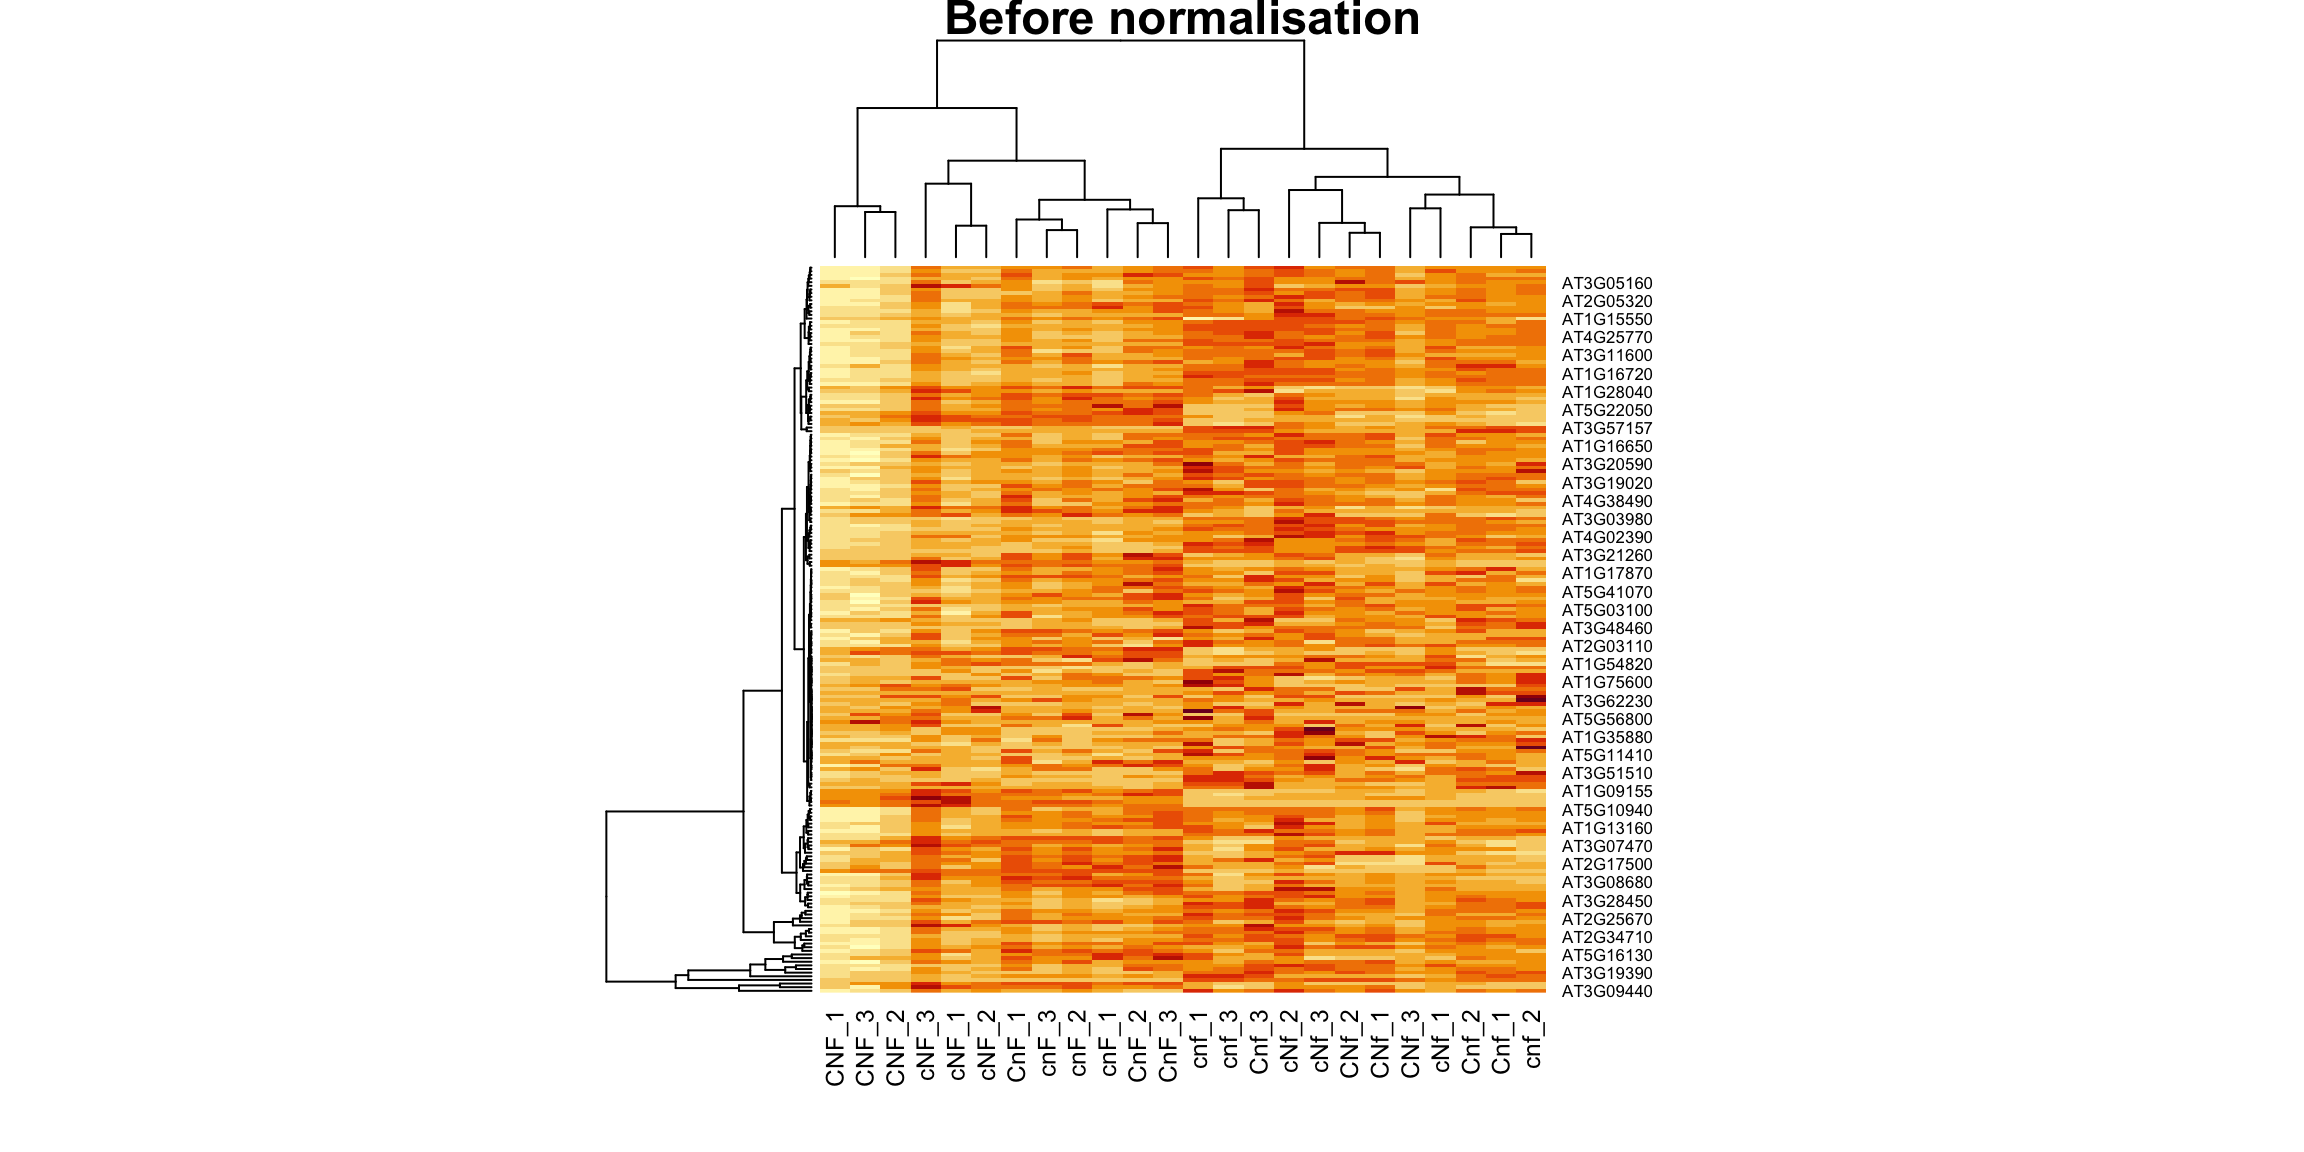 Before normalisation
AT3G05160
AT2G05320
AT1G15550
AT4G25770
AT3G11600
AT1G16720
AT1G28040
AT5G22050
AT3G57157
AT1G16650
AT3G20590
AT3G19020
AT4G38490
AT3G03980
AT4G02390
AT3G21260
AT1G17870
AT5G41070
AT5G03100
AT3G48460
AT2G03110
AT1G54820
AT1G75600
AT3G62230
AT5G56800
AT1G35880
AT5G11410
AT3G51510
AT1G09155
AT5G10940
AT1G13160
AT3G07470
AT2G17500
AT3G08680
AT3G28450
AT2G25670
AT2G34710
AT5G16130
AT3G19390
AT3G09440
CNF_1
CNF_3
CNF_2
cNF_3
cNF_1
cNF_2
CnF_1
cnF_3
cnF_2
cnF_1
CnF_2
CnF_3
cnf_1
cnf_3
Cnf_3
cNf_2
cNf_3
CNf_2
CNf_1
CNf_3
cNf_1
Cnf_2
Cnf_1
cnf_2